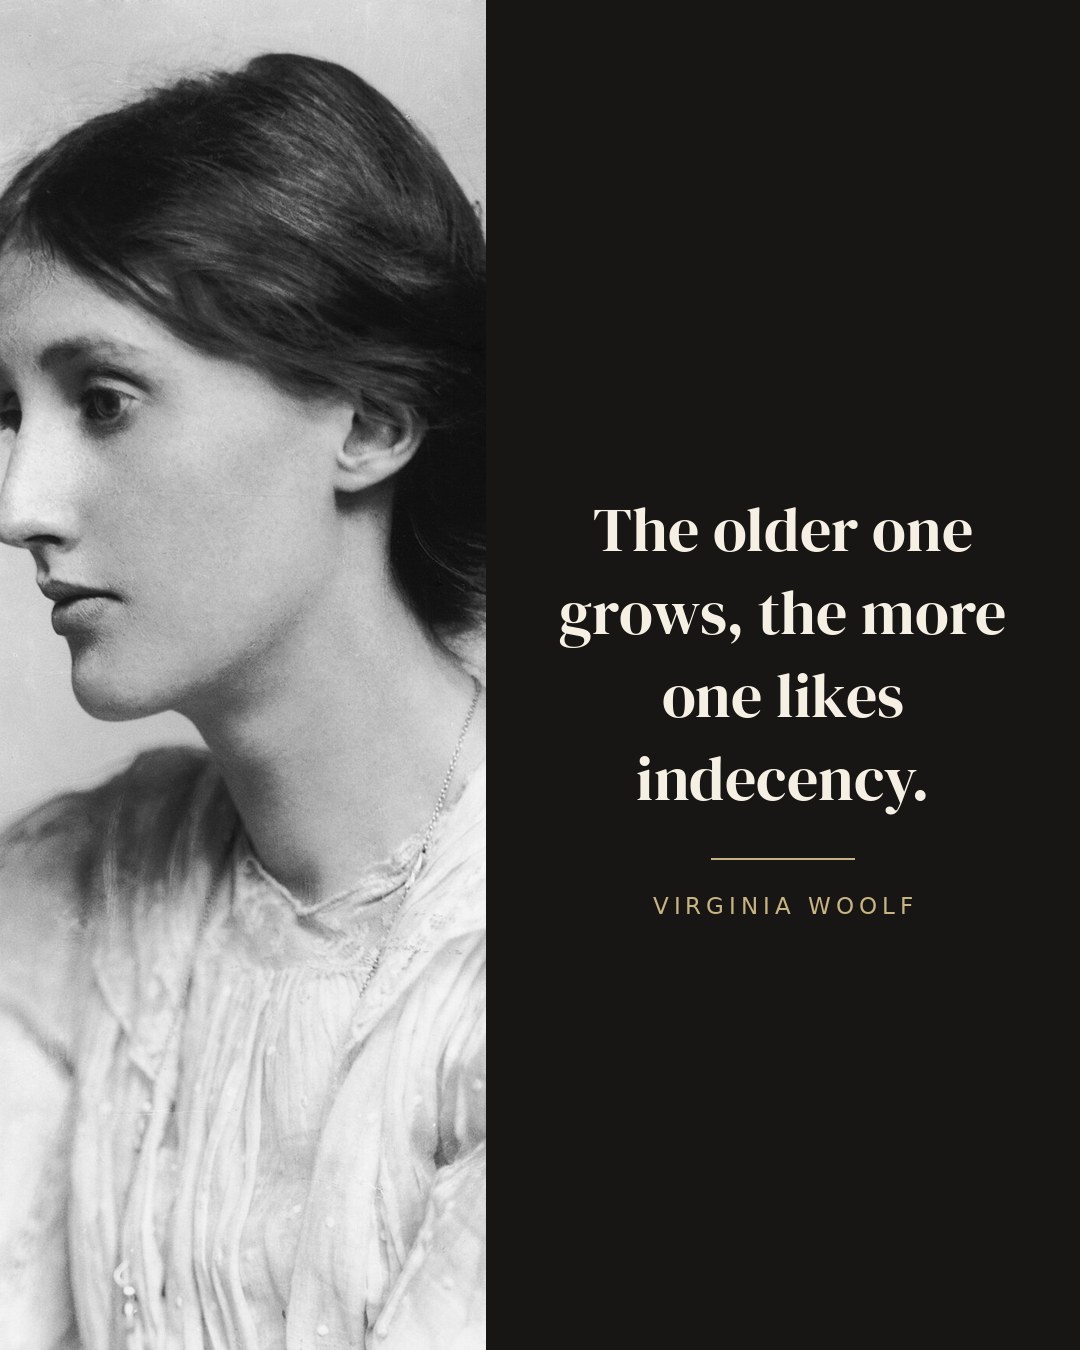 The older one
grows, the more
one likes
indecency.
VIRGINIA WOOLF